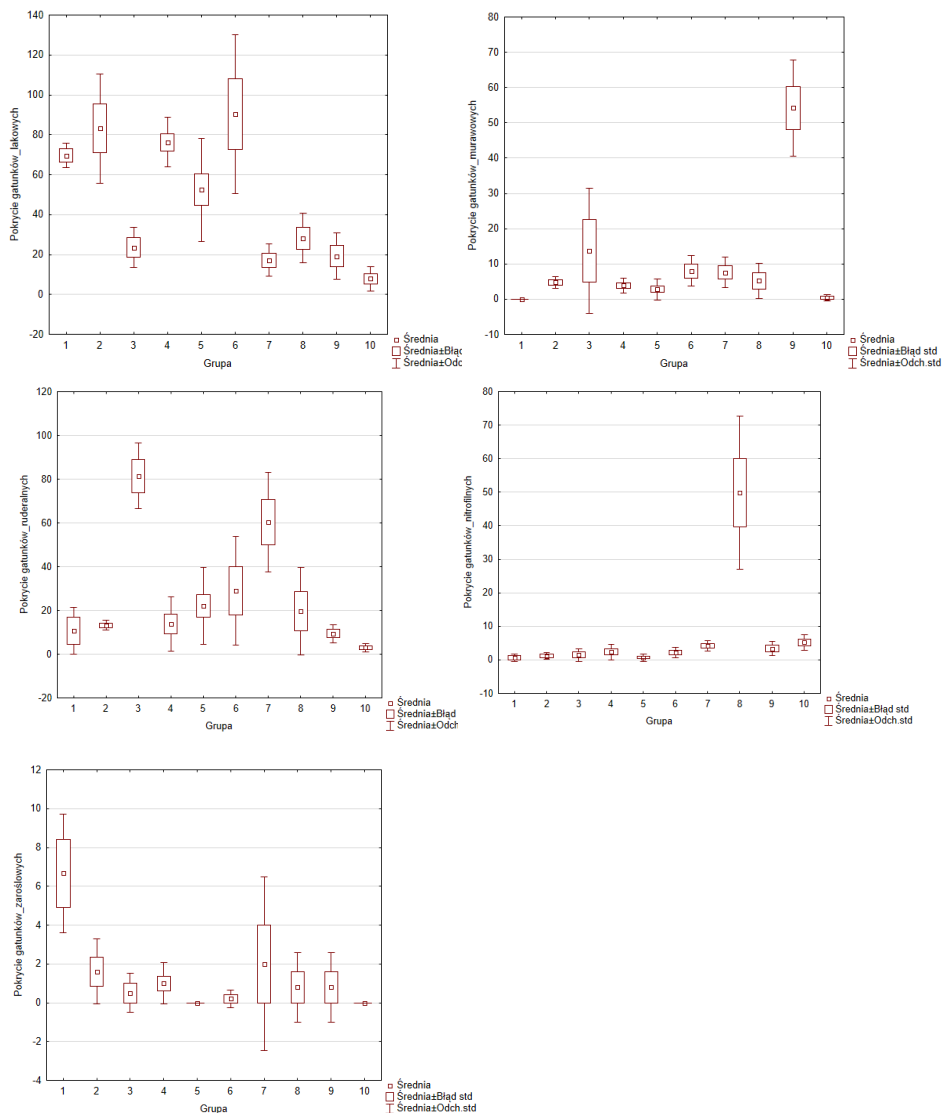 Pokrycie gatunków_lakowych
140
120
100
80
60
40
20
0
-20
1 2 3 4 5 6 7 8 9 10
Grupa
Średnia
Średnia±Błąd
Średnia±Odc
Pokrycie gatunków_murawowych
80
70
60
50
40
30
20
10
0
-10
1 2 3 4 5 6 7 8 9 10
Grupa
Średnia
Średnia±Błąd std
Średnia±Odch.std
Pokrycie gatunków_ruderalnych
120
100
80
60
40
20
0
-20
1 2 3 4 5 6 7 8 9 10
Grupa
Średnia
Średnia±Błąd
Średnia±Odch
Pokrycie gatunków_nitrofilnych
80
70
60
50
40
30
20
10
0
-10
1 2 3 4 5 6 7 8 9 10
Grupa
Średnia
Średnia±Błąd std
Średnia±Odch.std
Pokrycie gatunków_zaroślowych
12
10
8
6
4
2
0
-2
-4
1 2 3 4 5 6 7 8 9 10
Grupa
Średnia
Średnia±Błąd std
Średnia±Odch.std